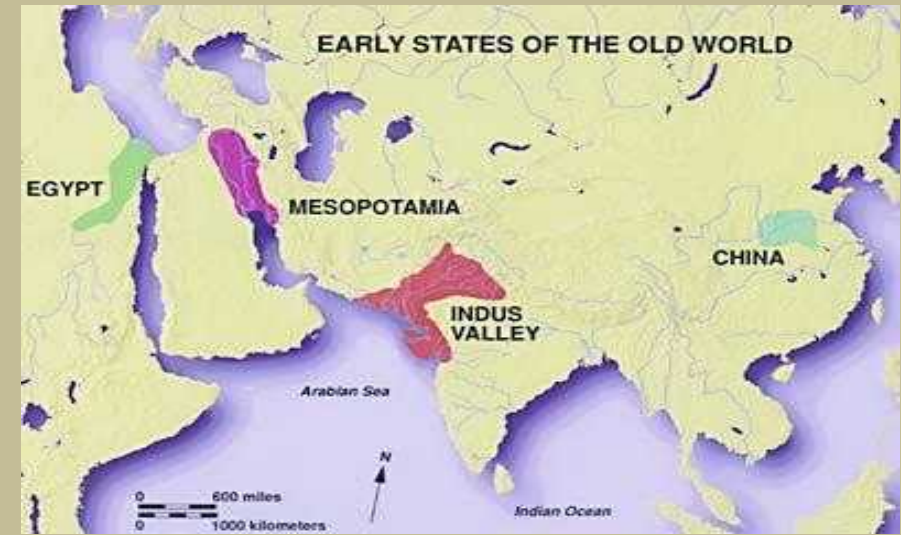 EARLY STATES OF THE OLD WORLD
EGYPT
MESOPOTAMIA
CHINA
INDUS
VALLEY
Arabian Sea
N
0 600 miles
0 1000 kilometers
Indian Ocean